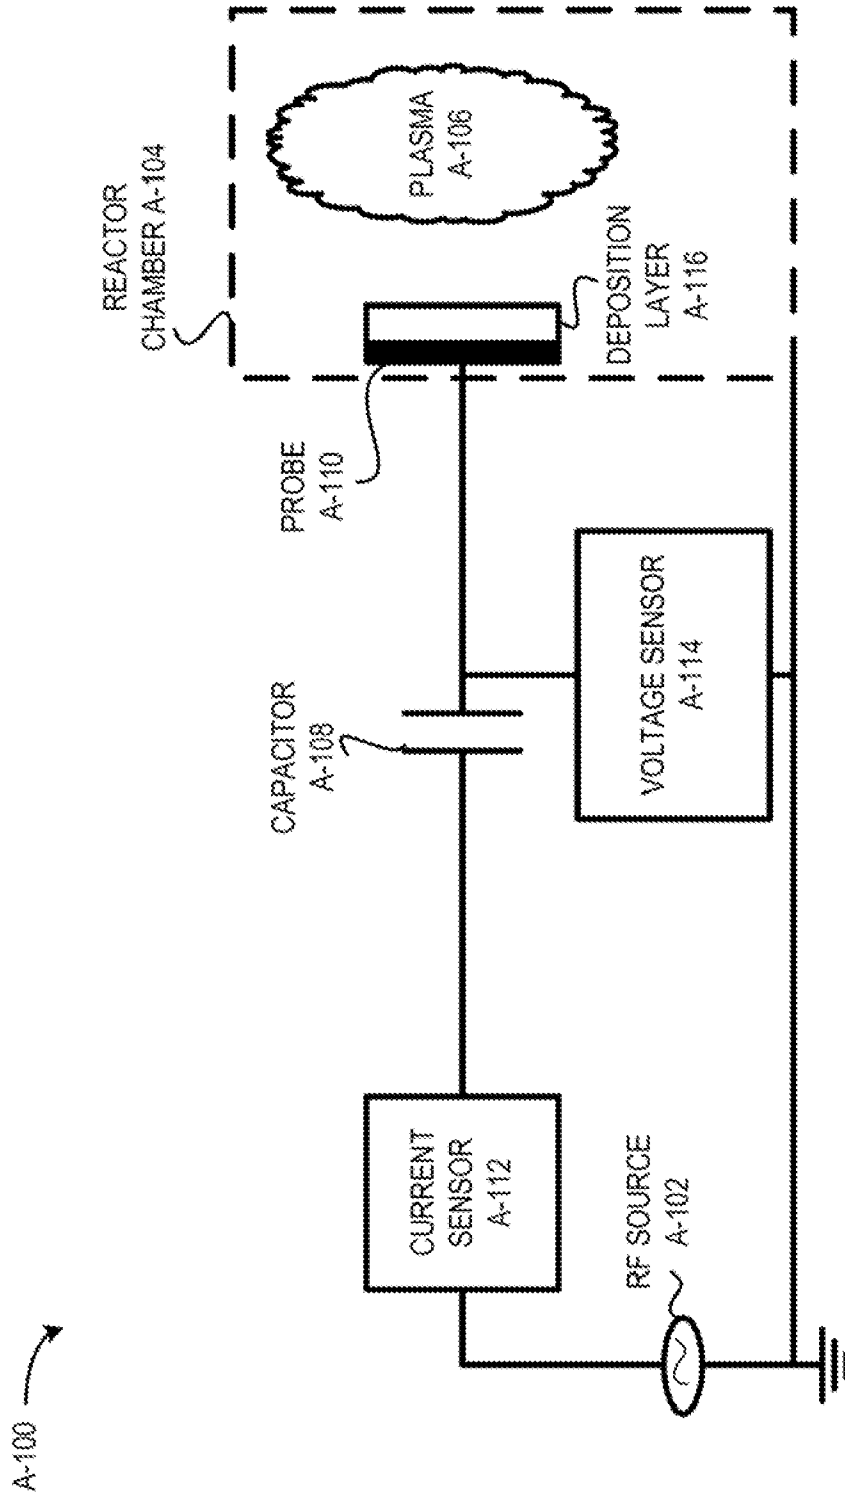 A-100
REACTOR
CHAMBER A-104
PLASMA
A-106
PROBE
A-110
DEPOSITION
LAYER
A-116
CAPACITOR
A-108
VOLTAGE SENSOR
A-114
CURRENT
SENSOR
A-112
RF SOURCE
A-102